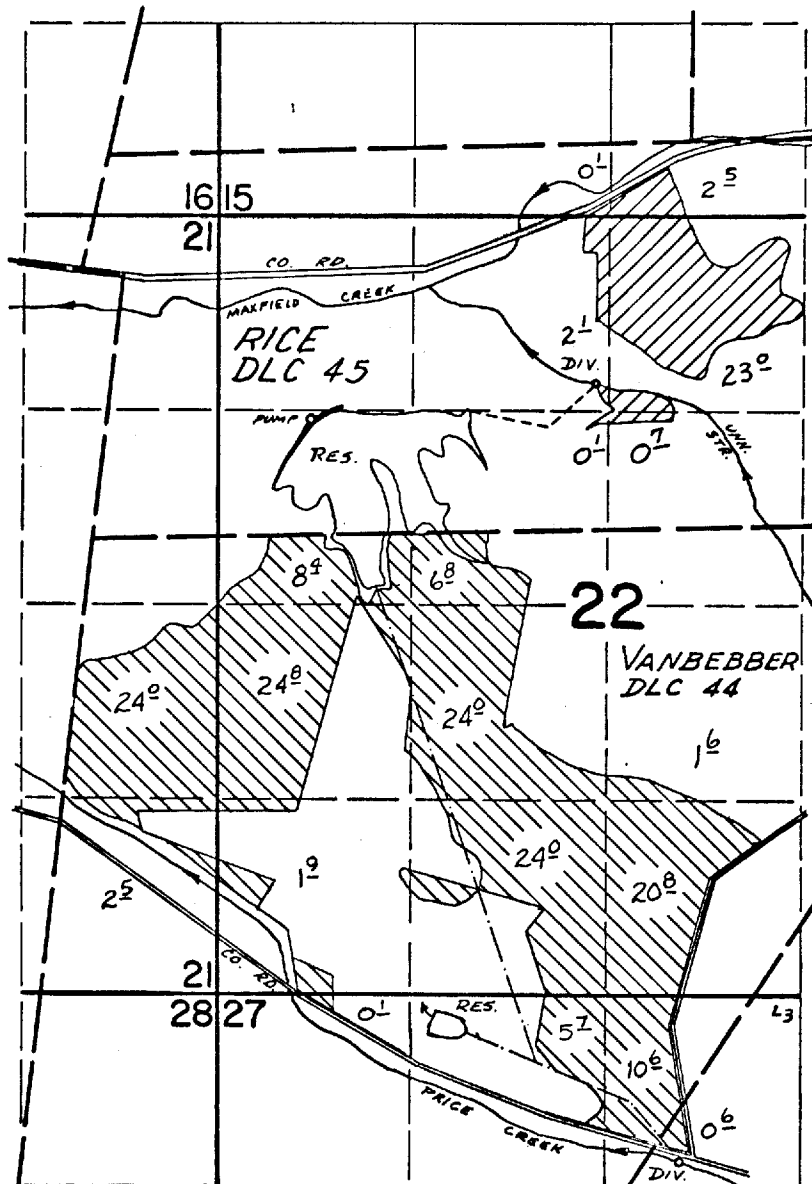 0 1
2 5
16 15
21
CO. RD.
MAXFIELD CREEK
RICE
DLC 45
2 1
DIV.
23 0
PUMP
RES.
0 1
0 7
UNN.
STR.
8 4
6 8
22
VANBEBBER
DLC 44
24 0
24 8
24 0
1 6
24 0
20 8
2 5
1 9
CO. RD.
21
28 27
0 1
RES.
5 7
L3
10 6
0 6
PRICE CREEK
DIV.